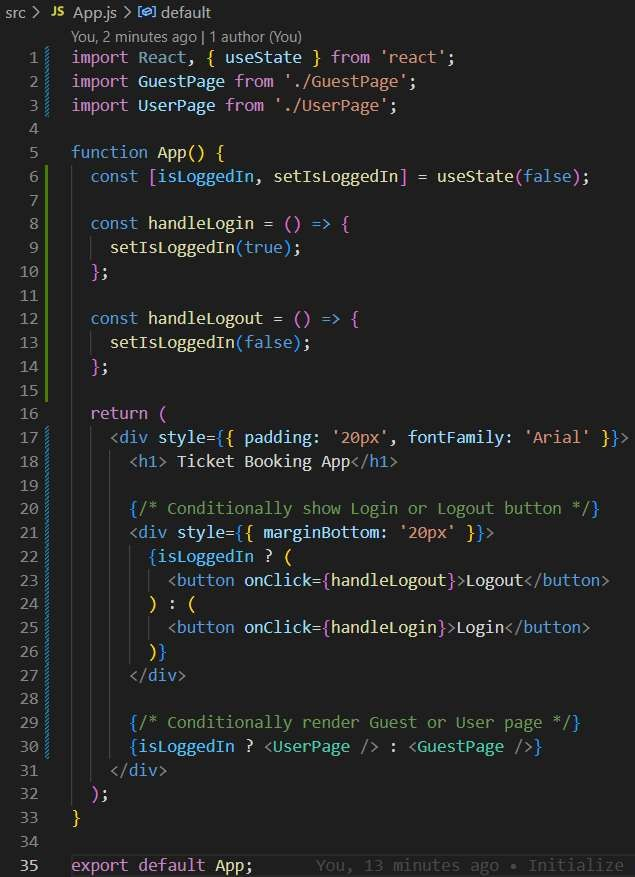 src > JS App.js > default
You, 2 minutes ago | 1 author (You)
1 import React, { useState } from 'react';
2 import GuestPage from './GuestPage';
3 import UserPage from './UserPage';
4
5 function App() {
6   const [isLoggedIn, setIsLoggedIn] = useState(false);
7
8   const handleLogin = () => {
9     setIsLoggedIn(true);
10   };
11
12   const handleLogout = () => {
13     setIsLoggedIn(false);
14   };
15
16   return (
17     <div style={{ padding: '20px', fontFamily: 'Arial' }}>
18       <h1> Ticket Booking App</h1>
19
20       {/* Conditionally show Login or Logout button */}
21       <div style={{ marginBottom: '20px' }}>
22         {isLoggedIn ? (
23           <button onClick={handleLogout}>Logout</button>
24         ) : (
25           <button onClick={handleLogin}>Login</button>
26         )}
27       </div>
28
29       {/* Conditionally render Guest or User page */}
30       {isLoggedIn ? <UserPage /> : <GuestPage />}
31     </div>
32   );
33 }
34
35 export default App; You, 13 minutes ago • Initialize